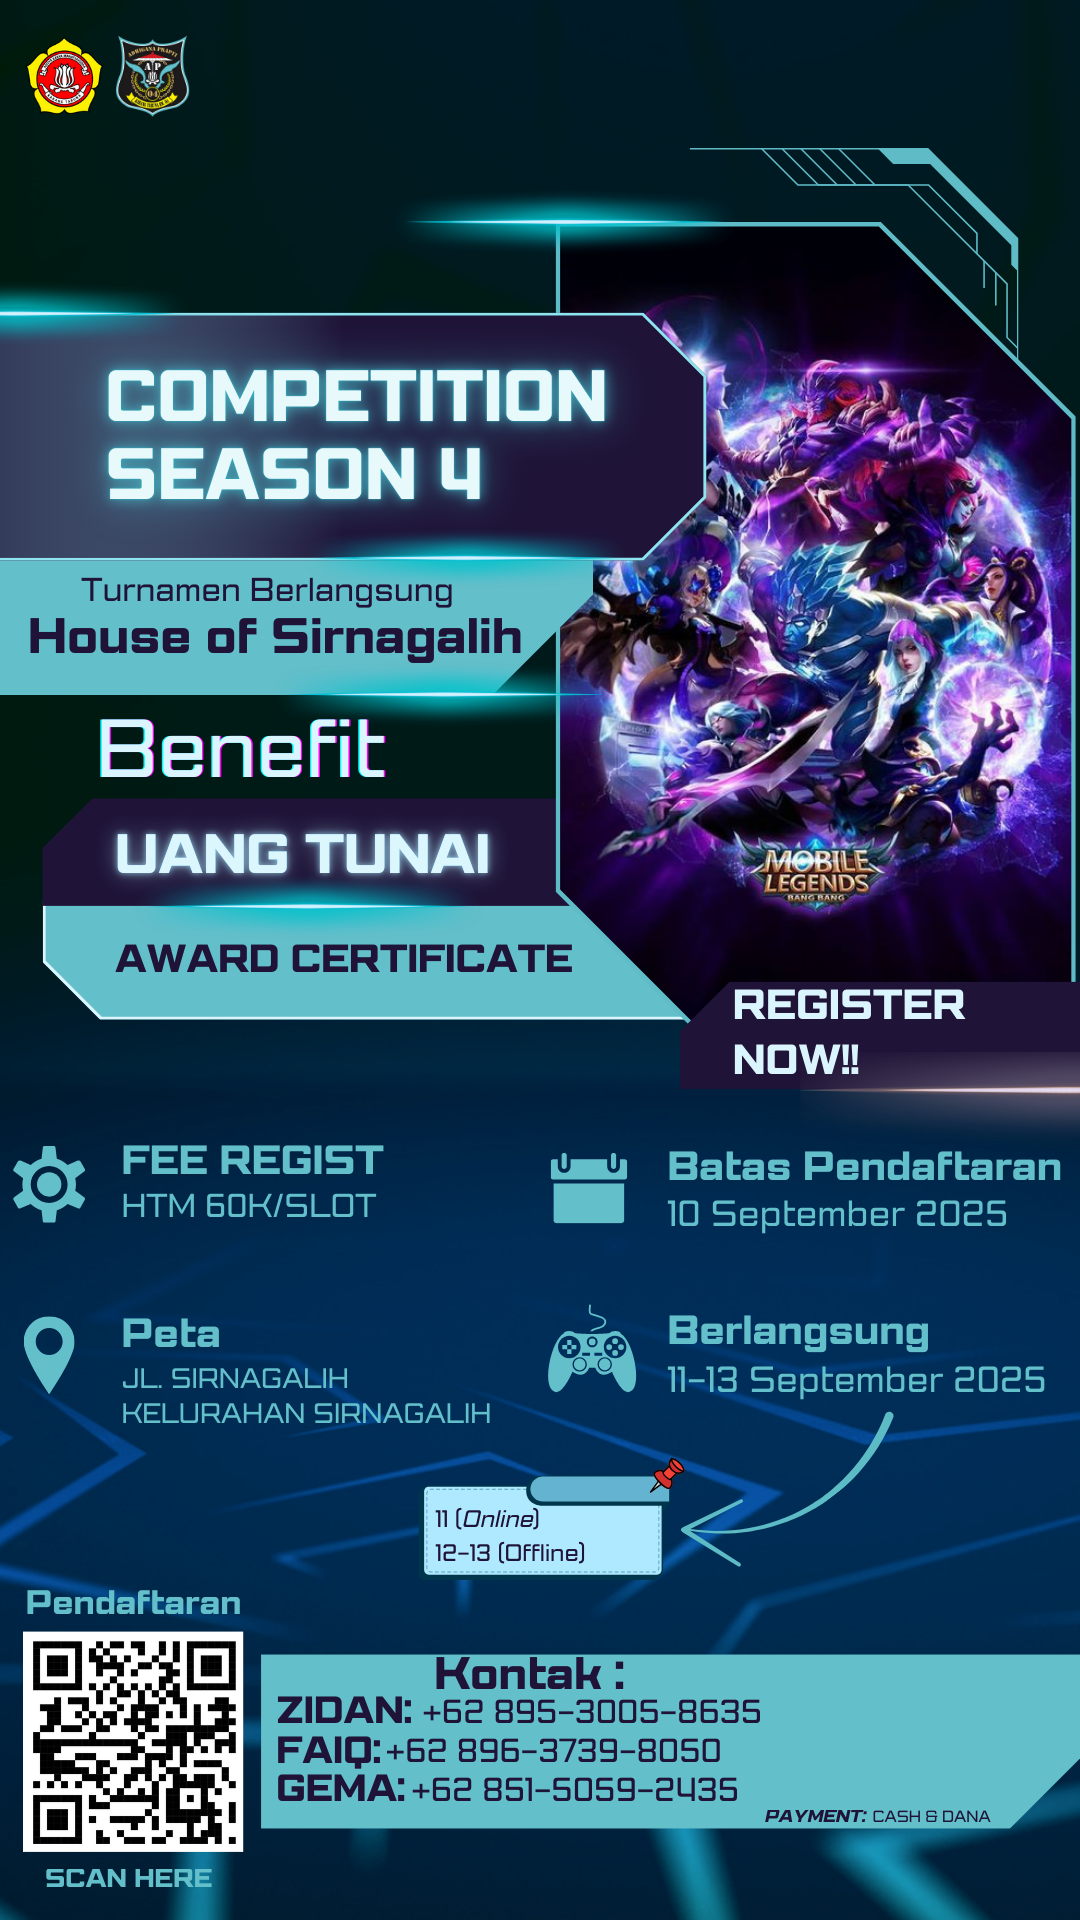 COMPETITION
SEASON 4
Turnamen Berlangsung
House of Sirnagalih
Benefit
UANG TUNAI
AWARD CERTIFICATE
MOBILE
LEGENDS
BANG BANG
REGISTER
NOW!!
FEE REGIST
HTM 60K/SLOT
Batas Pendaftaran
10 September 2025
Peta
JL. SIRNAGALIH
KELURAHAN SIRNAGALIH
Berlangsung
11-13 September 2025
11 (Online)
12-13 (Offline)
Pendaftaran
SCAN HERE
Kontak :
ZIDAN: +62 895-3005-8635
FAIQ: +62 896-3739-8050
GEMA: +62 851-5059-2435
PAYMENT: CASH & DANA